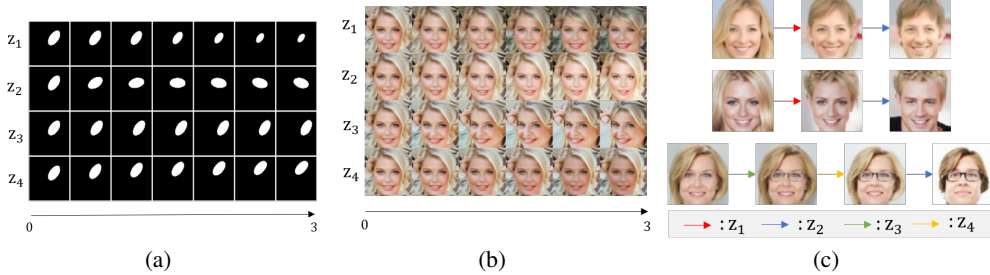 z₁
z₂
z₃
z₄
0 3
(a)
z₁
z₂
z₃
z₄
0 3
(b)
: z₁ : z₂ : z₃ : z₄
(c)